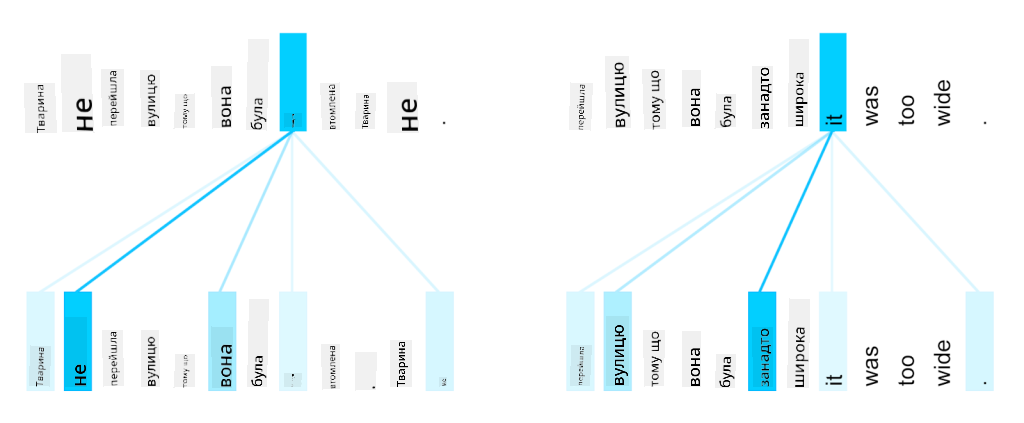 Тварина не перейшла вулицю тому що вона була втомлена Тварина не .
перейшла вулицю тому що вона була занадто широка it was too wide .
Тварина не перейшла вулицю тому що вона була втомлена . Тварина
перейшла вулицю тому що вона була занадто широка it was too wide .